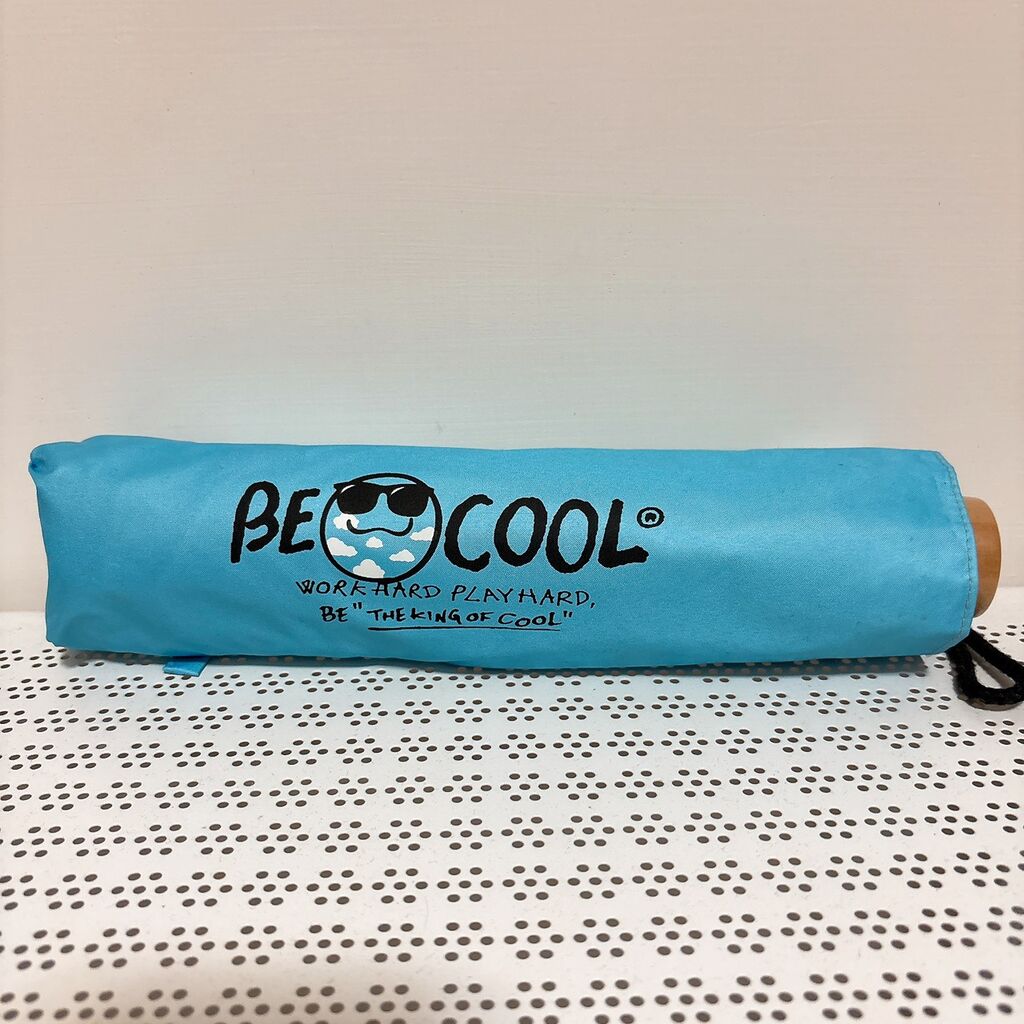 BE COOL®
WORK HARD PLAY HARD,
BE "THE KING OF COOL"